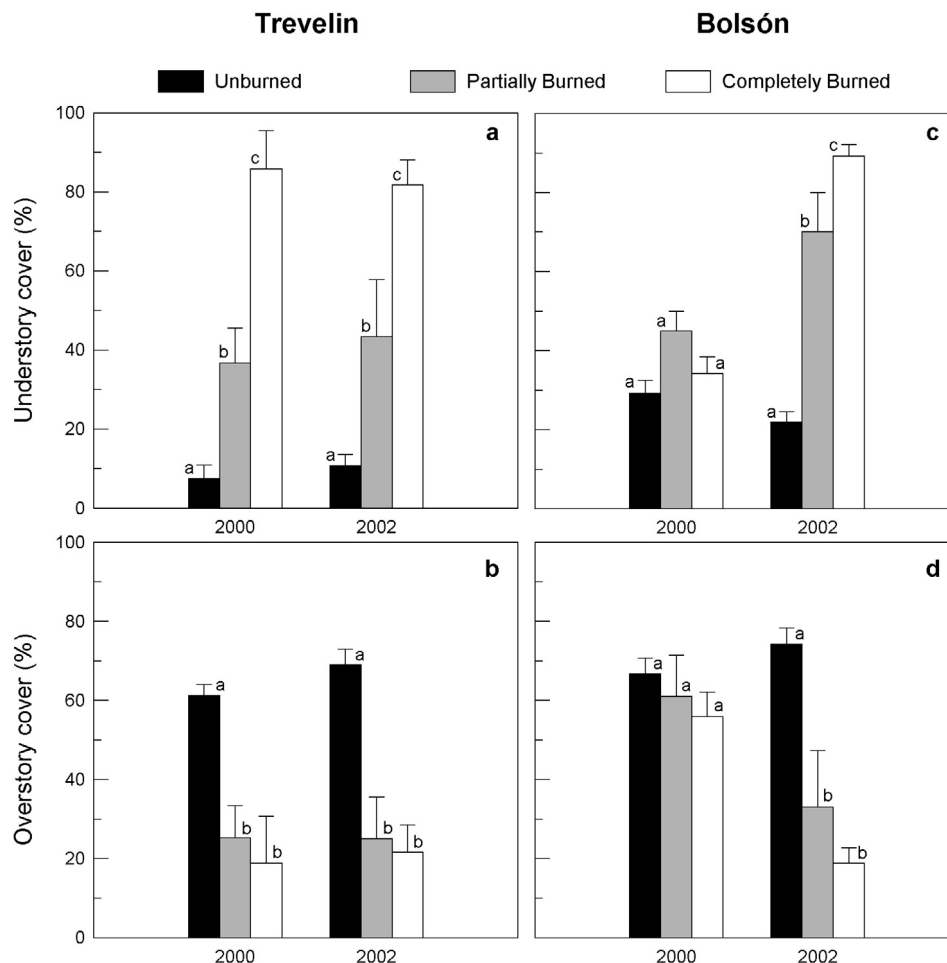 Trevelin Bolsón
Unburned Partially Burned Completely Burned
Understory cover (%)
100
80
60
40
20
0
a
a
b
c
a
b
c
2000 2002
c
a
a
a
a
b
c
2000 2002
Overstory cover (%)
100
80
60
40
20
0
b
a
b
b
a
b
b
2000 2002
d
a
a
a
a
b
b
2000 2002